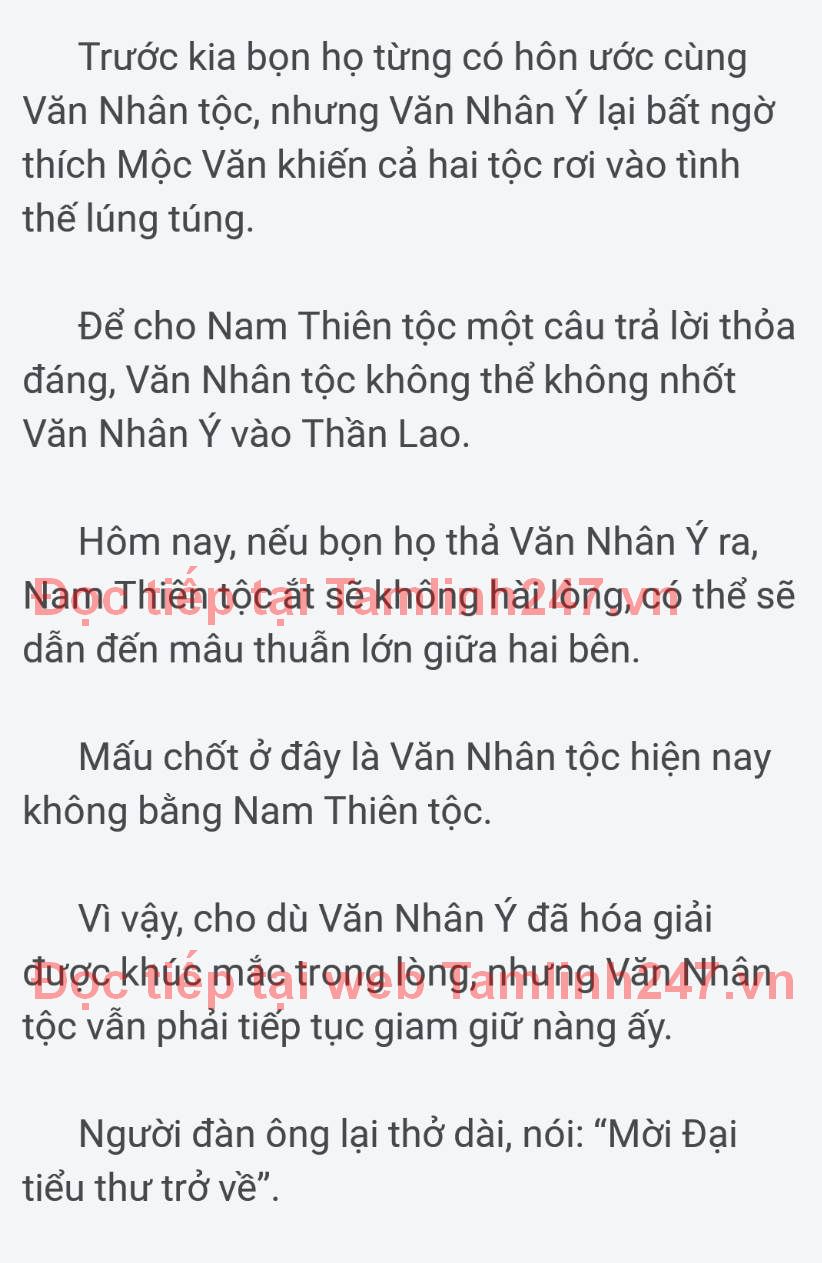 Trước kia bọn họ từng có hôn ước cùng
Văn Nhân tộc, nhưng Văn Nhân Ý lại bất ngờ
thích Mộc Văn khiến cả hai tộc rơi vào tình
thế lúng túng.
Để cho Nam Thiên tộc một câu trả lời thỏa
đáng, Văn Nhân tộc không thể không nhốt
Văn Nhân Ý vào Thần Lao.
Hôm nay, nếu bọn họ thả Văn Nhân Ý ra,
Nam Thiên tộc ắt sẽ không hài lòng, có thể sẽ
Đọc tiếp tại Tamlinh247.vn
dẫn đến mâu thuẫn lớn giữa hai bên.
Mấu chốt ở đây là Văn Nhân tộc hiện nay
không bằng Nam Thiên tộc.
Vì vậy, cho dù Văn Nhân Ý đã hóa giải
được khúc mắc trong lòng, nhưng Văn Nhân
Đọc tiếp tại web Tamlinh247.vn
tộc vẫn phải tiếp tục giam giữ nàng ấy.
Người đàn ông lại thở dài, nói: “Mời Đại
tiểu thư trở về”.